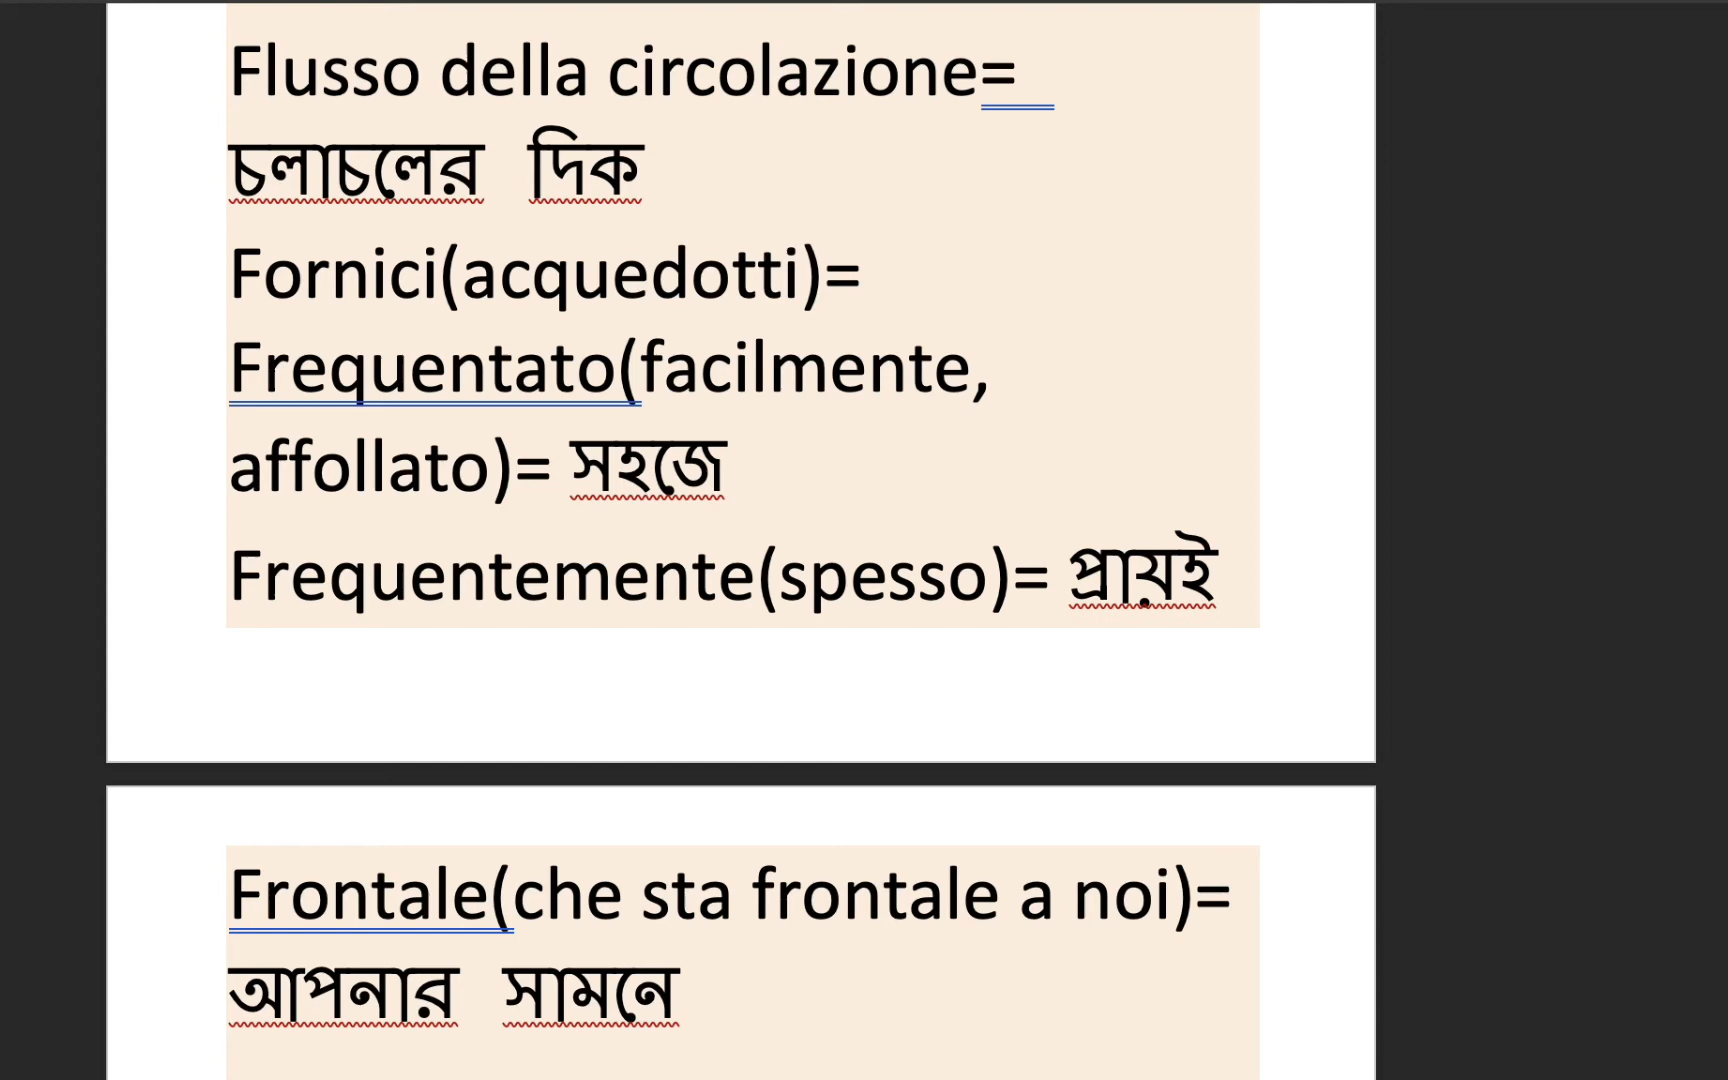 Flusso della circolazione=
চলাচলের দিক
Fornici(acquedotti)=
Frequentato(facilmente,
affollato)= সহজে
Frequentemente(spesso)= প্রায়ই
Frontale(che sta frontale a noi)=
আপনার সামনে